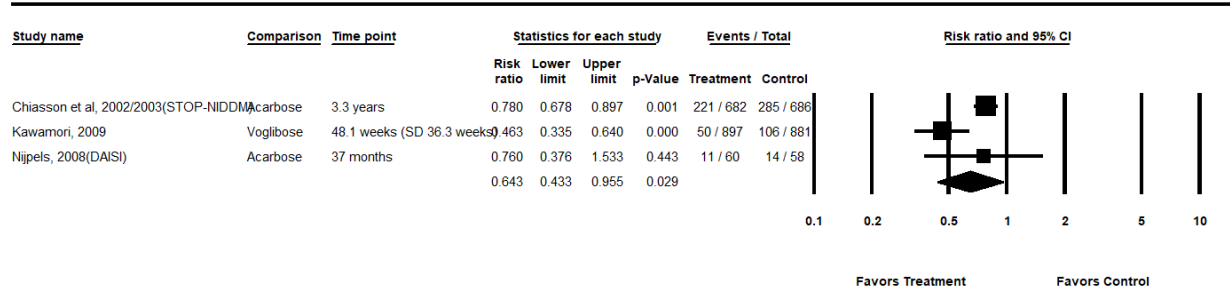 Study name Comparison Time point Statistics for each study Events / Total Risk ratio and 95% CI
Risk ratio Lower limit Upper limit p-Value Treatment Control
Chiasson et al, 2002/2003(STOP-NIDDM) Acarbose 3.3 years 0.780 0.678 0.897 0.001 221 / 682 285 / 686
Kawamori, 2009 Voglibose 48.1 weeks (SD 36.3 weeks) 0.463 0.335 0.640 0.000 50 / 897 106 / 881
Nijpels, 2008(DAISI) Acarbose 37 months 0.760 0.376 1.533 0.443 11 / 60 14 / 58
0.643 0.433 0.955 0.029
0.1 0.2 0.5 1 2 5 10
Favors Treatment Favors Control